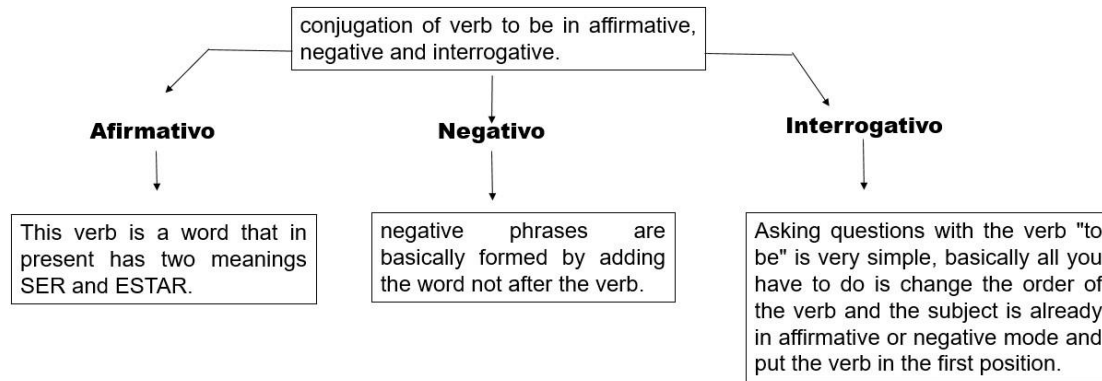 conjugation of verb to be in affirmative,
negative and interrogative.
Afirmativo
Negativo
Interrogativo
This verb is a word that in
present has two meanings
SER and ESTAR.
negative phrases are
basically formed by adding
the word not after the verb.
Asking questions with the verb "to
be" is very simple, basically all you
have to do is change the order of
the verb and the subject is already
in affirmative or negative mode and
put the verb in the first position.